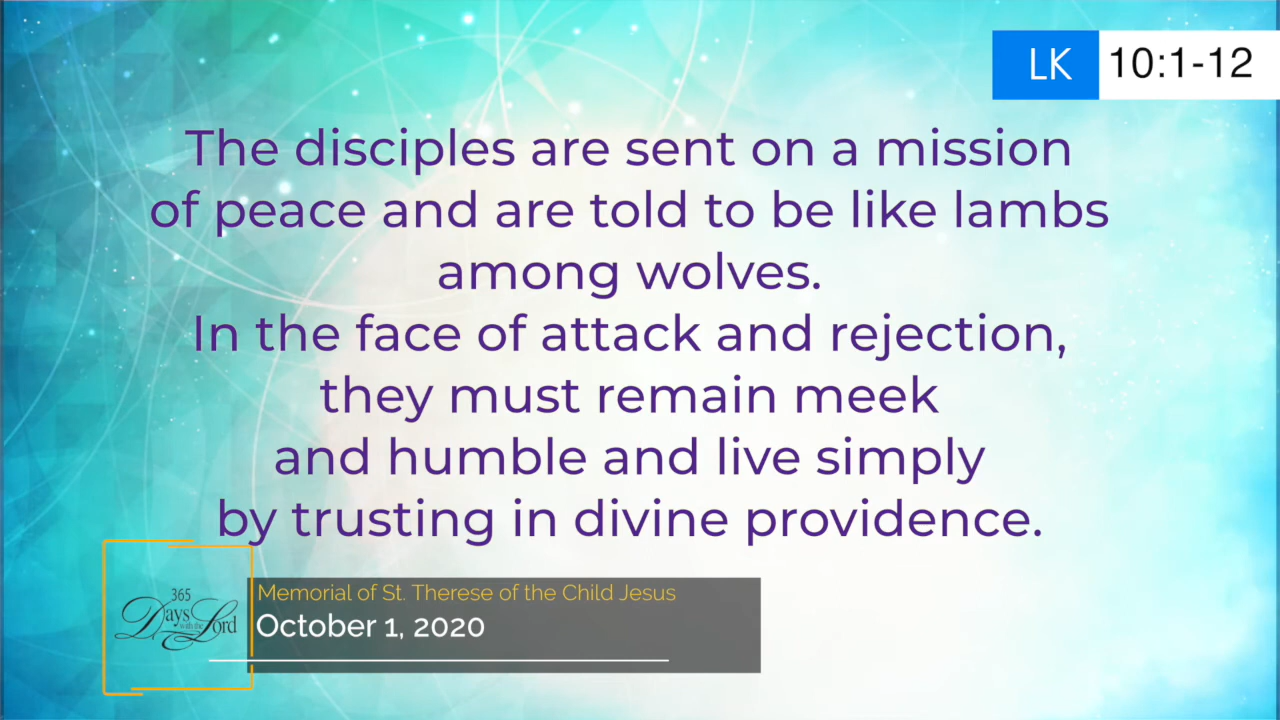 LK 10:1-12
The disciples are sent on a mission
of peace and are told to be like lambs
among wolves.
In the face of attack and rejection,
they must remain meek
and humble and live simply
by trusting in divine providence.
365
Days with the Lord
Memorial of St. Therese of the Child Jesus
October 1, 2020